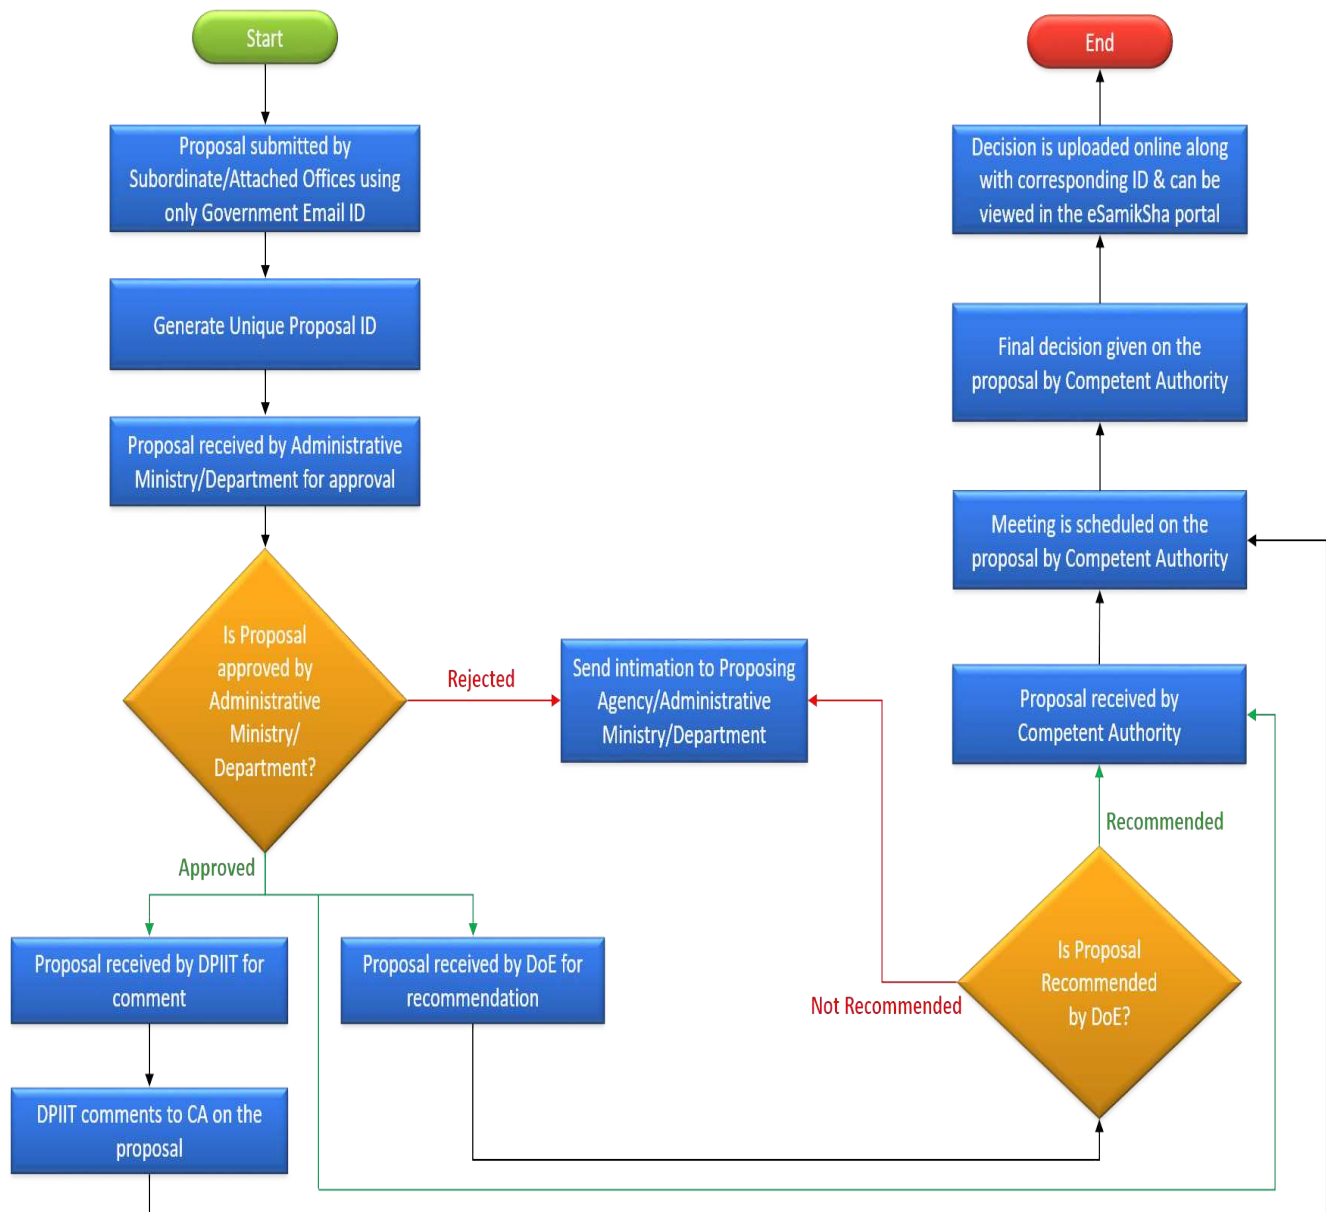 Start
Proposal submitted by
Subordinate/Attached Offices using
only Government Email ID
Generate Unique Proposal ID
Proposal received by Administrative
Ministry/Department for approval
Is Proposal
approved by
Administrative
Ministry/
Department?
Rejected
Send intimation to Proposing
Agency/Administrative
Ministry/Department
Approved
Proposal received by DPIIT for
comment
DPIIT comments to CA on the
proposal
Proposal received by DoE for
recommendation
Is Proposal
Recommended
by DoE?
Not Recommended
Recommended
Proposal received by
Competent Authority
Meeting is scheduled on the
proposal by Competent Authority
Final decision given on the
proposal by Competent Authority
Decision is uploaded online along
with corresponding ID & can be
viewed in the eSamikSha portal
End